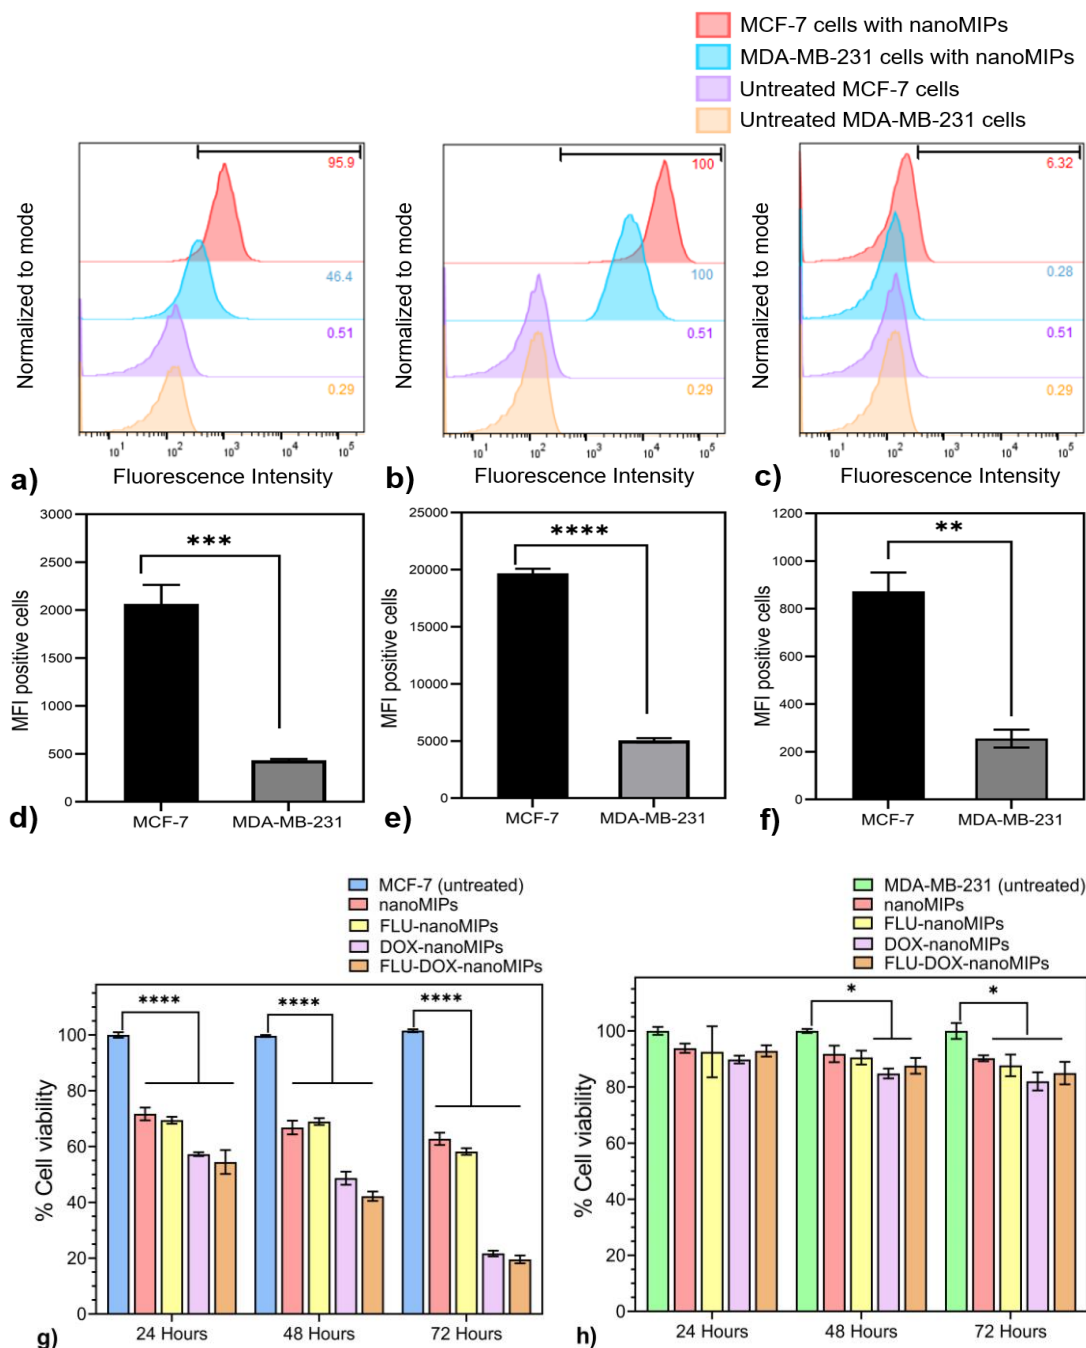 MCF-7 cells with nanoMIPs
MDA-MB-231 cells with nanoMIPs
Untreated MCF-7 cells
Untreated MDA-MB-231 cells
Normalized to mode
95.9
46.4
0.51
0.29
10¹ 10² 10³ 10⁴ 10⁵
a) Fluorescence Intensity
Normalized to mode
100
100
0.51
0.29
10¹ 10² 10³ 10⁴ 10⁵
b) Fluorescence Intensity
Normalized to mode
6.32
0.28
0.51
0.29
10¹ 10² 10³ 10⁴ 10⁵
c) Fluorescence Intensity
MFI positive cells
3000
2500
2000
1500
1000
500
0
***
MCF-7 MDA-MB-231
d)
MFI positive cells
25000
20000
15000
10000
5000
0
****
MCF-7 MDA-MB-231
e)
MFI positive cells
1200
1000
800
600
400
200
0
**
MCF-7 MDA-MB-231
f)
MCF-7 (untreated)
nanoMIPs
FLU-nanoMIPs
DOX-nanoMIPs
FLU-DOX-nanoMIPs
% Cell viability
100
80
60
40
20
0
**** **** ****
24 Hours 48 Hours 72 Hours
g)
MDA-MB-231 (untreated)
nanoMIPs
FLU-nanoMIPs
DOX-nanoMIPs
FLU-DOX-nanoMIPs
% Cell viability
100
80
60
40
20
0
* *
24 Hours 48 Hours 72 Hours
h)